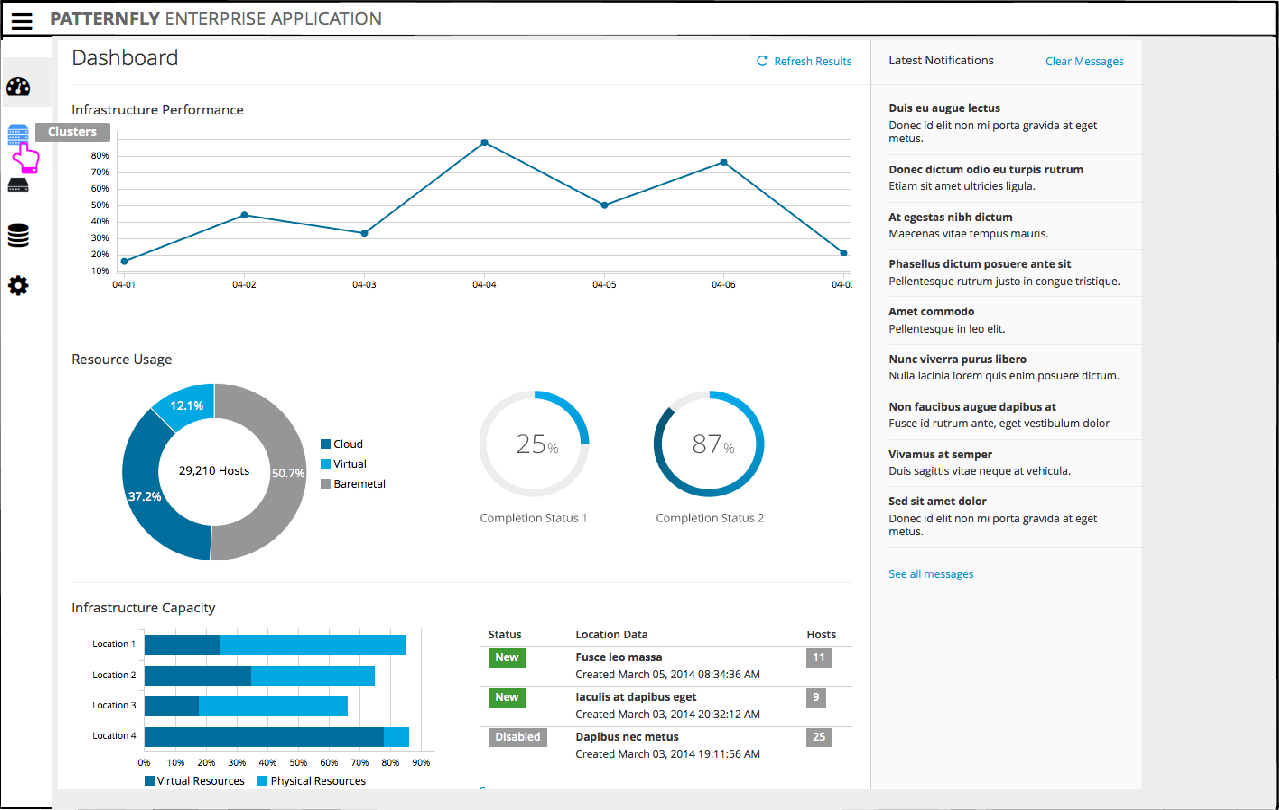 PATTERNFLY ENTERPRISE APPLICATION
Dashboard
Refresh Results
Clusters
Infrastructure Performance
80%
70%
60%
50%
40%
30%
20%
10%
04-01
04-02
04-03
04-04
04-05
04-06
Resource Usage
12.1%
50.7%
37.2%
29,210 Hosts
Cloud
Virtual
Baremetal
25%
Completion Status 1
87%
Completion Status 2
Infrastructure Capacity
Location 1
Location 2
Location 3
Location 4
0% 10% 20% 30% 40% 50% 60% 70% 80% 90%
Virtual Resources Physical Resources
Status Location Data Hosts
New Fusce leo massa 11
Created March 05, 2014 08:34:36 AM
New Iaculis at dapibus eget 9
Created March 03, 2014 20:32:12 AM
Disabled Dapibus nec metus 25
Created March 03, 2014 19:11:56 AM
Latest Notifications
Clear Messages
Duis eu augue lectus
Donec id elit non mi porta gravida at eget
metus.
Donec dictum odio eu turpis rutrum
Etiam sit amet ultricies ligula.
At egestas nibh dictum
Maecenas vitae tempus mauris.
Phasellus dictum posuere ante sit
Pellentesque rutrum justo in congue tristique.
Amet commodo
Pellentesque in leo elit.
Nunc viverra purus libero
Nulla lacinia lorem quis enim posuere dictum.
Non faucibus augue dapibus at
Fusce id rutrum ante, eget vestibulum dolor
Vivamus at semper
Duis sagittis vitae neque at vehicula.
Sed sit amet dolor
Donec id elit non mi porta gravida at eget
metus.
See all messages